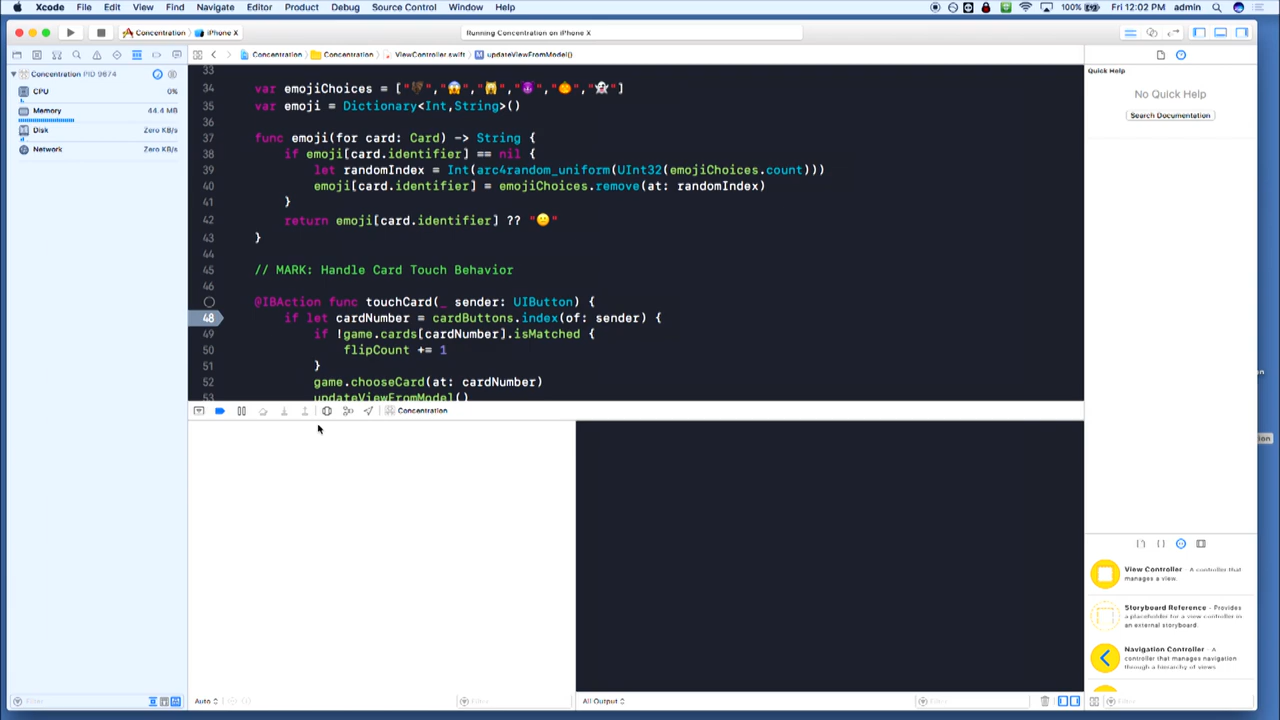 Xcode File Edit View Find Navigate Editor Product Debug Source Control Window Help 100% Fri 12:02 PM admin
Concentration iPhone X Running Concentration on iPhone X
Concentration Concentration ViewController.swift M updateViewFromModel()
Concentration PID 9674
CPU 0%
Memory 44.4 MB
Disk Zero KB/s
Network Zero KB/s
33
34 var emojiChoices = ["🦇","😱","🙀","😈","🎃","👻"]
35 var emoji = Dictionary<Int,String>()
36
37 func emoji(for card: Card) -> String {
38 if emoji[card.identifier] == nil {
39 let randomIndex = Int(arc4random_uniform(UInt32(emojiChoices.count)))
40 emoji[card.identifier] = emojiChoices.remove(at: randomIndex)
41 }
42 return emoji[card.identifier] ?? "🙂"
43 }
44
45 // MARK: Handle Card Touch Behavior
46
@IBAction func touchCard(_ sender: UIButton) {
48 if let cardNumber = cardButtons.index(of: sender) {
49 if !game.cards[cardNumber].isMatched {
50 flipCount += 1
51 }
52 game.chooseCard(at: cardNumber)
53 updateViewFromModel()
Concentration
Quick Help
No Quick Help
Search Documentation
View Controller - A controller that
manages a view.
Storyboard Reference - Provides
a placeholder for a view controller in
an external storyboard.
Navigation Controller - A
controller that manages navigation
through a hierarchy of views.
Filter Auto Filter All Output Filter Filter